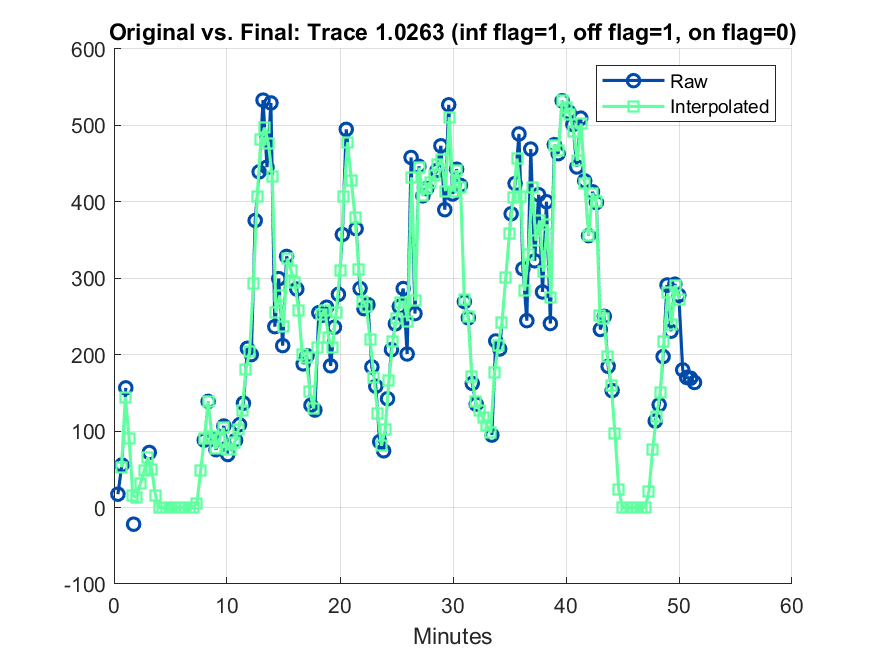 Original vs. Final: Trace 1.0263 (inf flag=1, off flag=1, on flag=0)
600
500
400
300
200
100
0
-100
Raw
Interpolated
0 10 20 30 40 50 60
Minutes